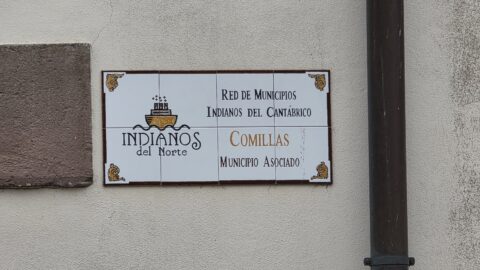 INDIANOS
del Norte
RED DE MUNICIPIOS
INDIANOS DEL CANTÁBRICO
COMILLAS
MUNICIPIO ASOCIADO